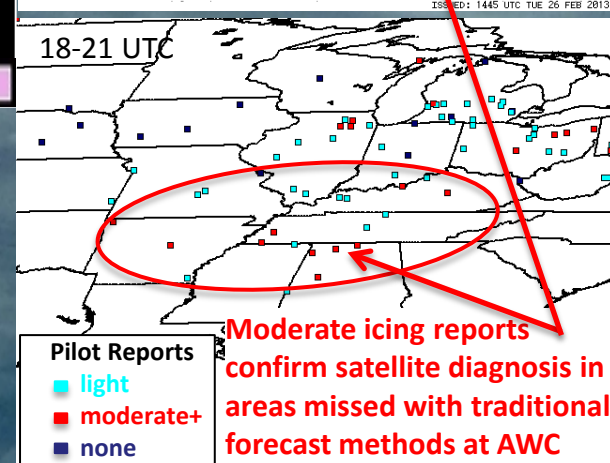 ISSUED: 1445 UTC TUE 26 FEB 2013
18-21 UTC
Pilot Reports
light
moderate+
none
Moderate icing reports
confirm satellite diagnosis in
areas missed with traditional
forecast methods at AWC